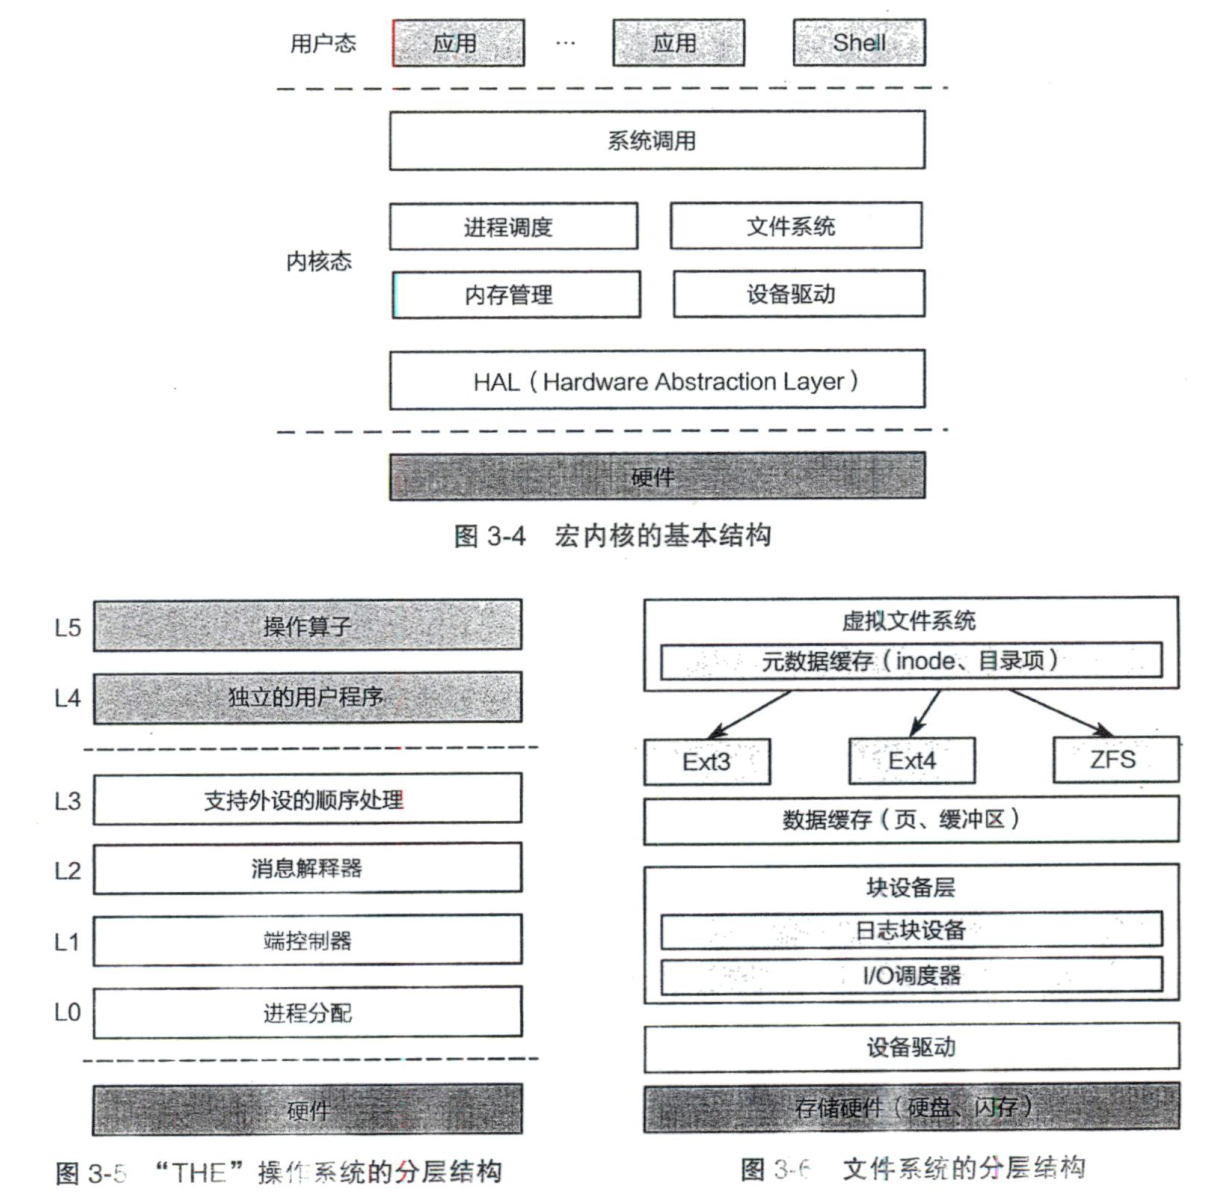 用户态 应用 … 应用 Shell
系统调用
进程调度 文件系统
内核态
内存管理 设备驱动
HAL（Hardware Abstraction Layer）
硬件
图 3-4 宏内核的基本结构
L5 操作算子
L4 独立的用户程序
L3 支持外设的顺序处理
L2 消息解释器
L1 端控制器
L0 进程分配
硬件
图 3-5 “THE”操作系统的分层结构
虚拟文件系统
元数据缓存（inode、目录项）
Ext3 Ext4 ZFS
数据缓存（页、缓冲区）
块设备层
日志块设备
I/O调度器
设备驱动
存储硬件（硬盘、闪存）
图 3-6 文件系统的分层结构